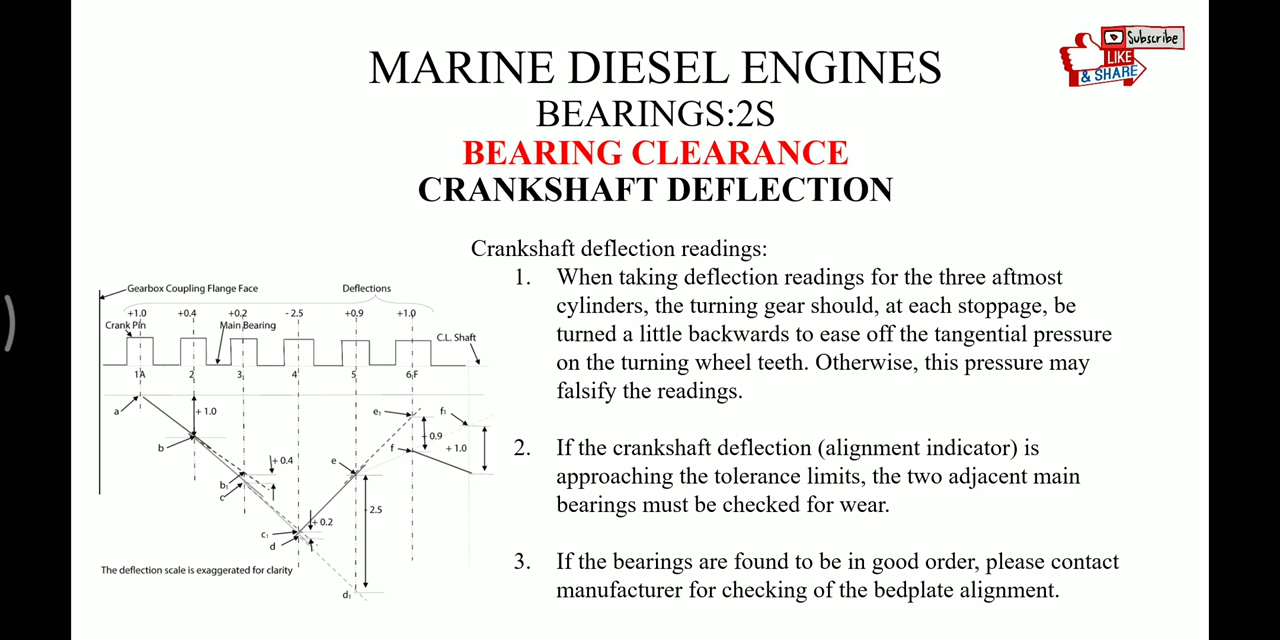 Subscribe
LIKE
& SHARE
MARINE DIESEL ENGINES
BEARINGS:2S
BEARING CLEARANCE
CRANKSHAFT DEFLECTION
Crankshaft deflection readings:
1. When taking deflection readings for the three aftmost
cylinders, the turning gear should, at each stoppage, be
turned a little backwards to ease off the tangential pressure
on the turning wheel teeth. Otherwise, this pressure may
falsify the readings.
2. If the crankshaft deflection (alignment indicator) is
approaching the tolerance limits, the two adjacent main
bearings must be checked for wear.
3. If the bearings are found to be in good order, please contact
manufacturer for checking of the bedplate alignment.
Gearbox Coupling Flange Face Deflections
+1.0 +0.4 +0.2 -2.5 +0.9 +1.0
Crank Pin Main Bearing
C.L. Shaft
1A 2 3 4 5 6F
a + 1.0 e₁ f₁
b 0.9 f + 1.0
+ 0.4 e
b₁
c
2.5
+ 0.2
c₁
d
The deflection scale is exaggerated for clarity
d₁